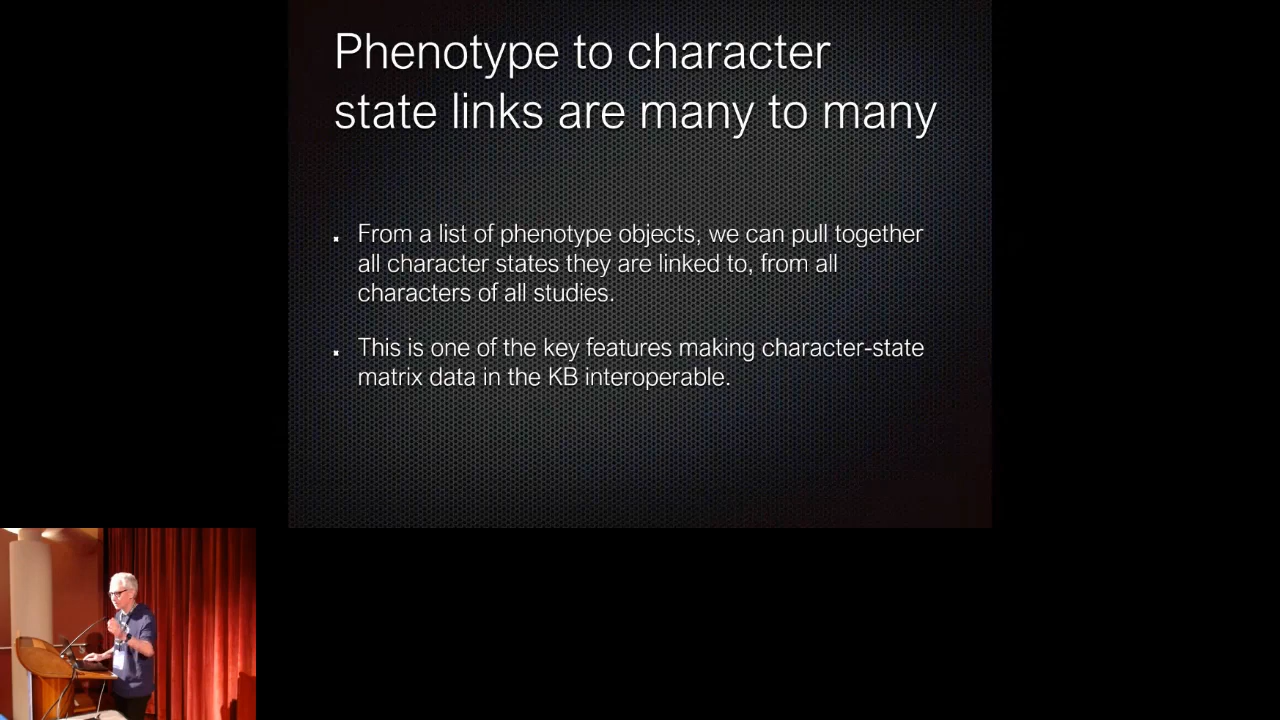 Phenotype to character
state links are many to many
From a list of phenotype objects, we can pull together
all character states they are linked to, from all
characters of all studies.
This is one of the key features making character-state
matrix data in the KB interoperable.